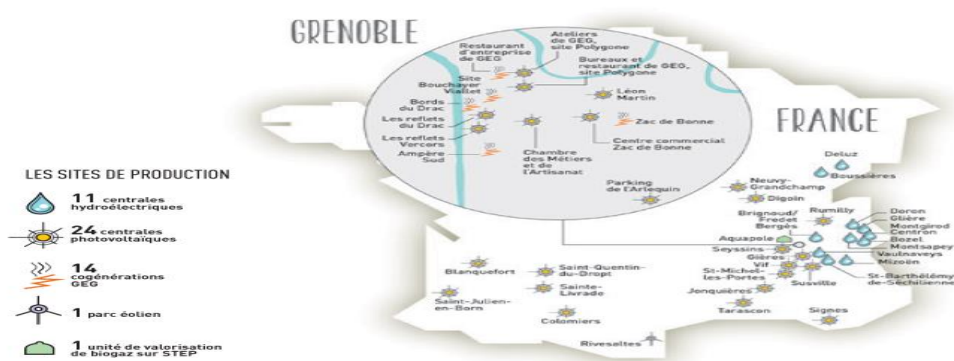 GRENOBLE
Restaurant
d'entreprise
de GEG
Ateliers
de GEG,
site Polygone
Bureaux et
restaurant de GEG,
site Polygone
Site
Bouchayer
Viallet
Léon
Martin
Bords
du Drac
Les reflets
du Drac
Les reflets
Vercors
Ampère
Sud
Chambre
des Métiers
et de
l'Artisanat
Zac de Bonne
Centre commercial
Zac de Bonne
Parking
de l'Arlequin
FRANCE
LES SITES DE PRODUCTION
11 centrales
hydroélectriques
24 centrales
photovoltaïques
14
cogénérations
GEG
1 parc éolien
1 unité de valorisation
de biogaz sur STEP
Deluz
Boussières
Neuvy-
Grandchamp
Digoin
Brignoud/
Fredet
Bergès
Rumilly
Doron
Glière
Montgirod
Centron
Bozel
Montsapey
Vaulnaveys
Mizoën
Aquapole
Seyssins
Gières
Vif
St-Michel-
les-Portes
Susville
St-Barthélémy
de-Séchilienne
Jonquières
Tarascon
Signes
Blanquefort
Saint-Quentin
du-Dropt
Sainte-
Livrade
Saint-Julien-
en-Born
Colomiers
Rivesaltes